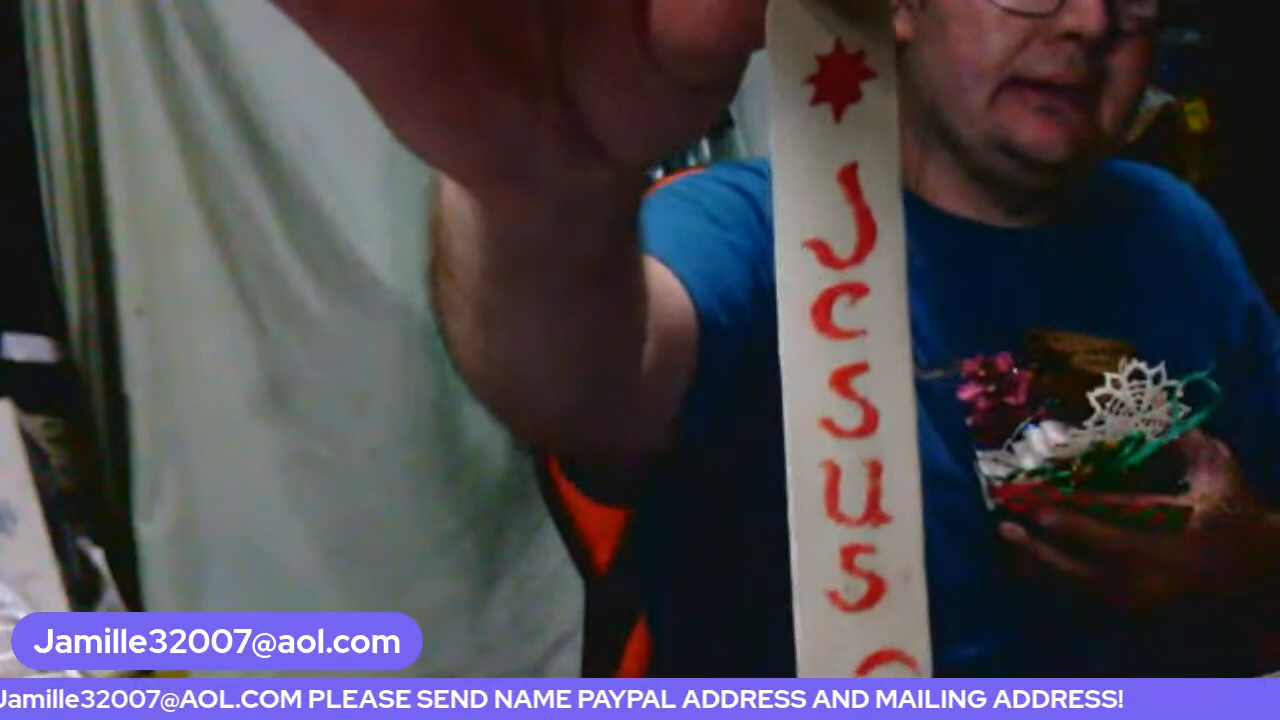 Jesus
Jamille32007@aol.com
Jamille32007@AOL.COM PLEASE SEND NAME PAYPAL ADDRESS AND MAILING ADDRESS!